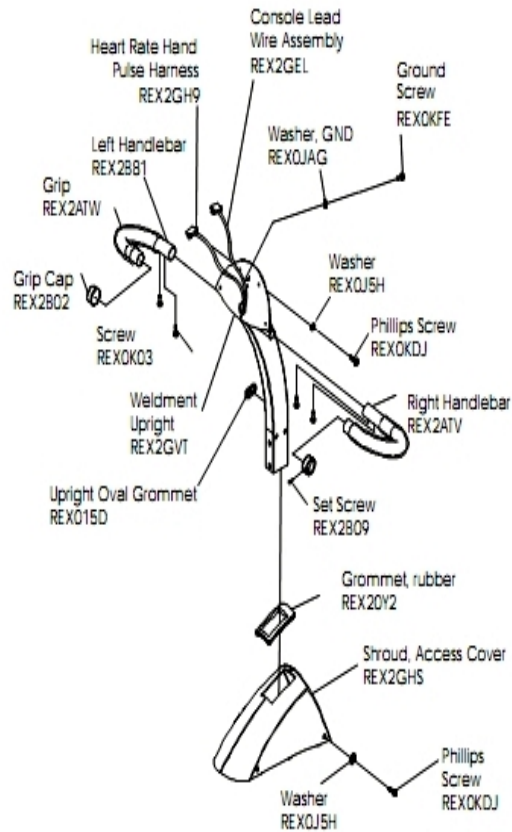 Console Lead
Wire Assembly
REX2GEL
Heart Rate Hand
Pulse Harness
REX2GH9
Ground
Screw
REX0KFE
Washer, GND
REX0JAG
Left Handlebar
REX2BB1
Grip
REX2ATW
Washer
REX0J5H
Grip Cap
REX2B02
Phillips Screw
REX0KDJ
Screw
REX0K03
Weldment
Upright
REX2GVT
Right Handlebar
REX2ATV
Upright Oval Grommet
REX015D
Set Screw
REX2B09
Grommet, rubber
REX20Y2
Shroud, Access Cover
REX2GHS
Phillips
Screw
REX0KDJ
Washer
REX0J5H